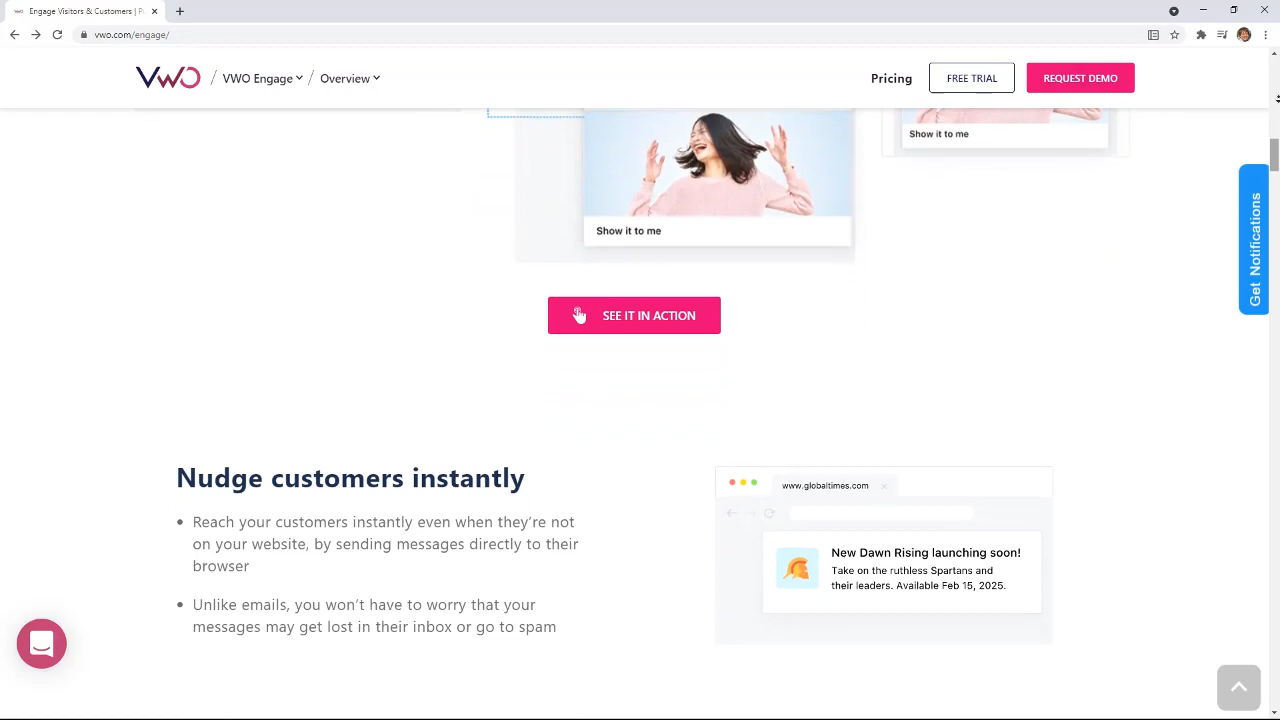 Engage Visitors & Customers | Pu
vwo.com/engage/
VWO / VWO Engage / Overview
Pricing
FREE TRIAL
REQUEST DEMO
Show it to me
Show it to me
Get Notifications
SEE IT IN ACTION
Nudge customers instantly
• Reach your customers instantly even when they're not
on your website, by sending messages directly to their
browser
• Unlike emails, you won't have to worry that your
messages may get lost in their inbox or go to spam
www.globaltimes.com
New Dawn Rising launching soon!
Take on the ruthless Spartans and
their leaders. Available Feb 15, 2025.